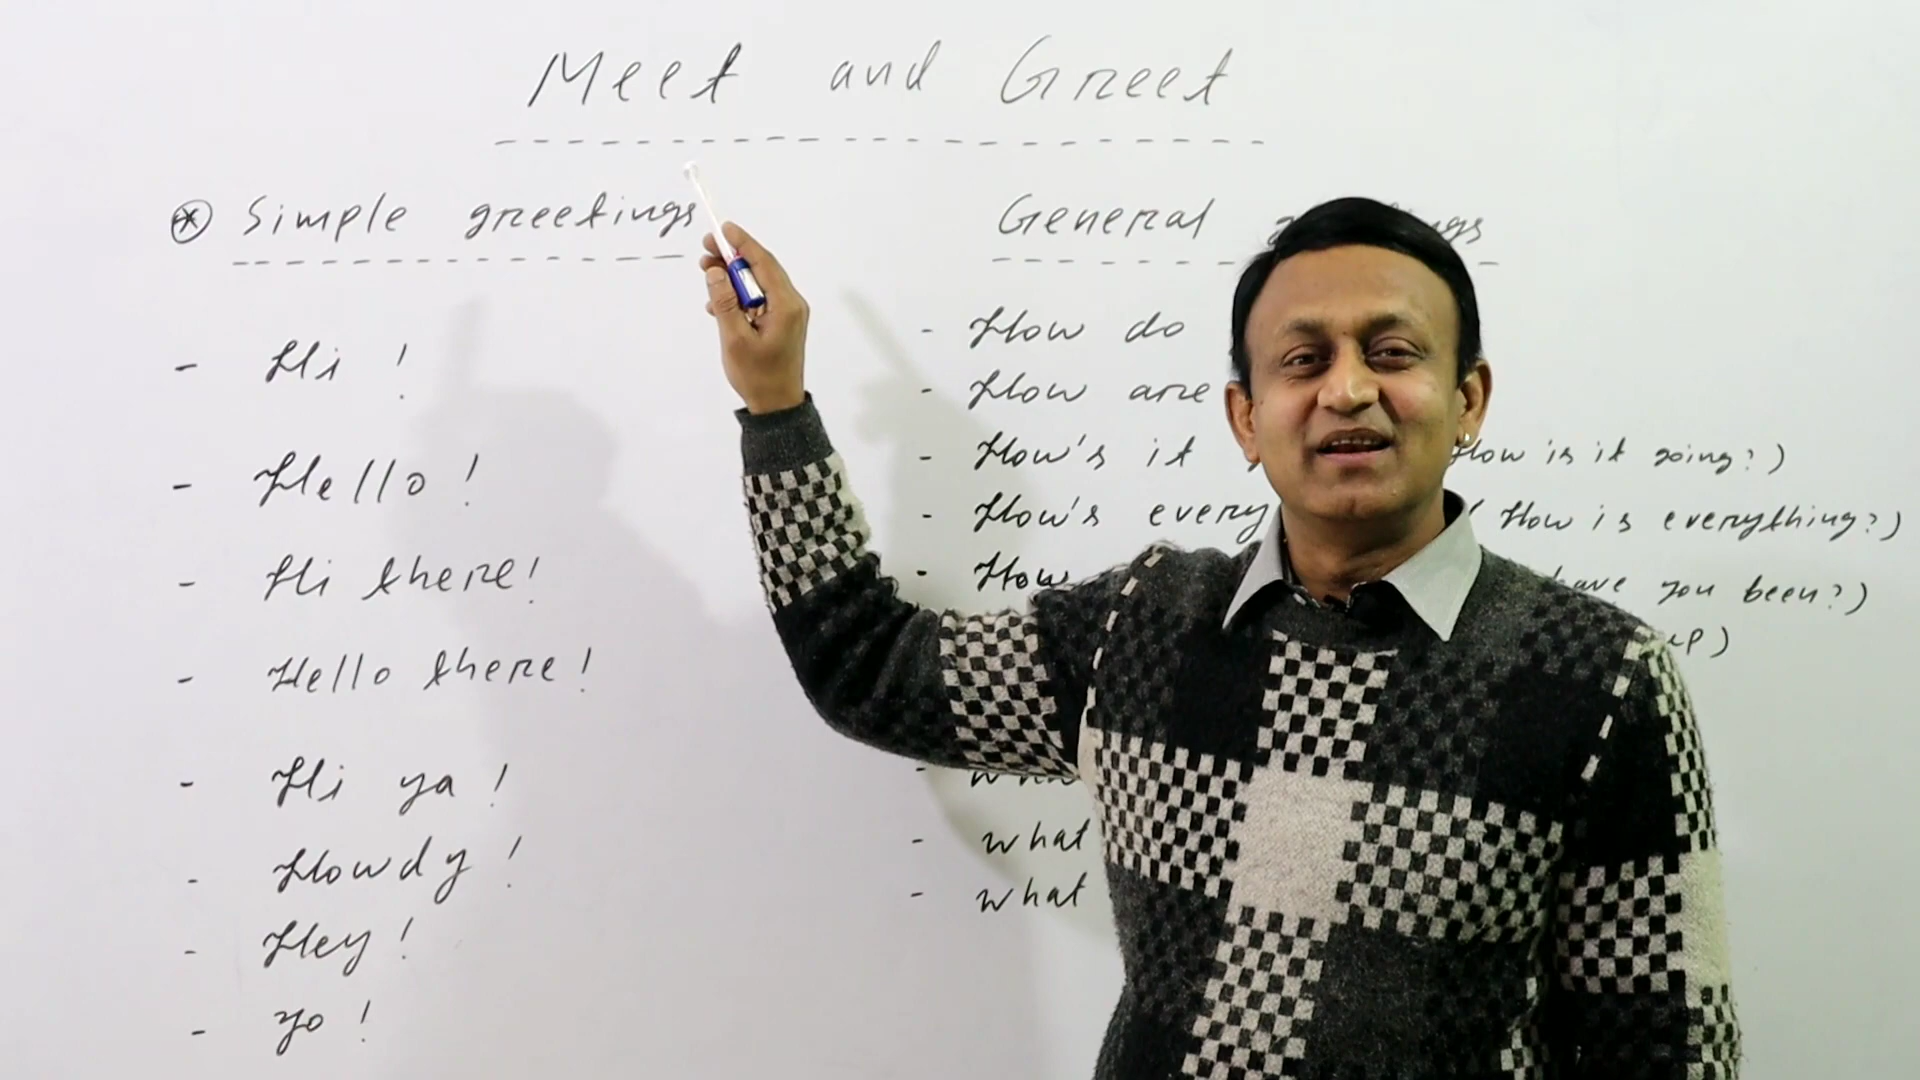 Meet and Greet
* Simple greetings
- Hi !
- Hello !
- Hi there!
- Hello there!
- Hi ya !
- Howdy !
- Hey !
- yo !
General
- How do
- How are
- How's it How is it going?)
- How's every ( How is everything?)
- How have you been?)
up)
- what
- what